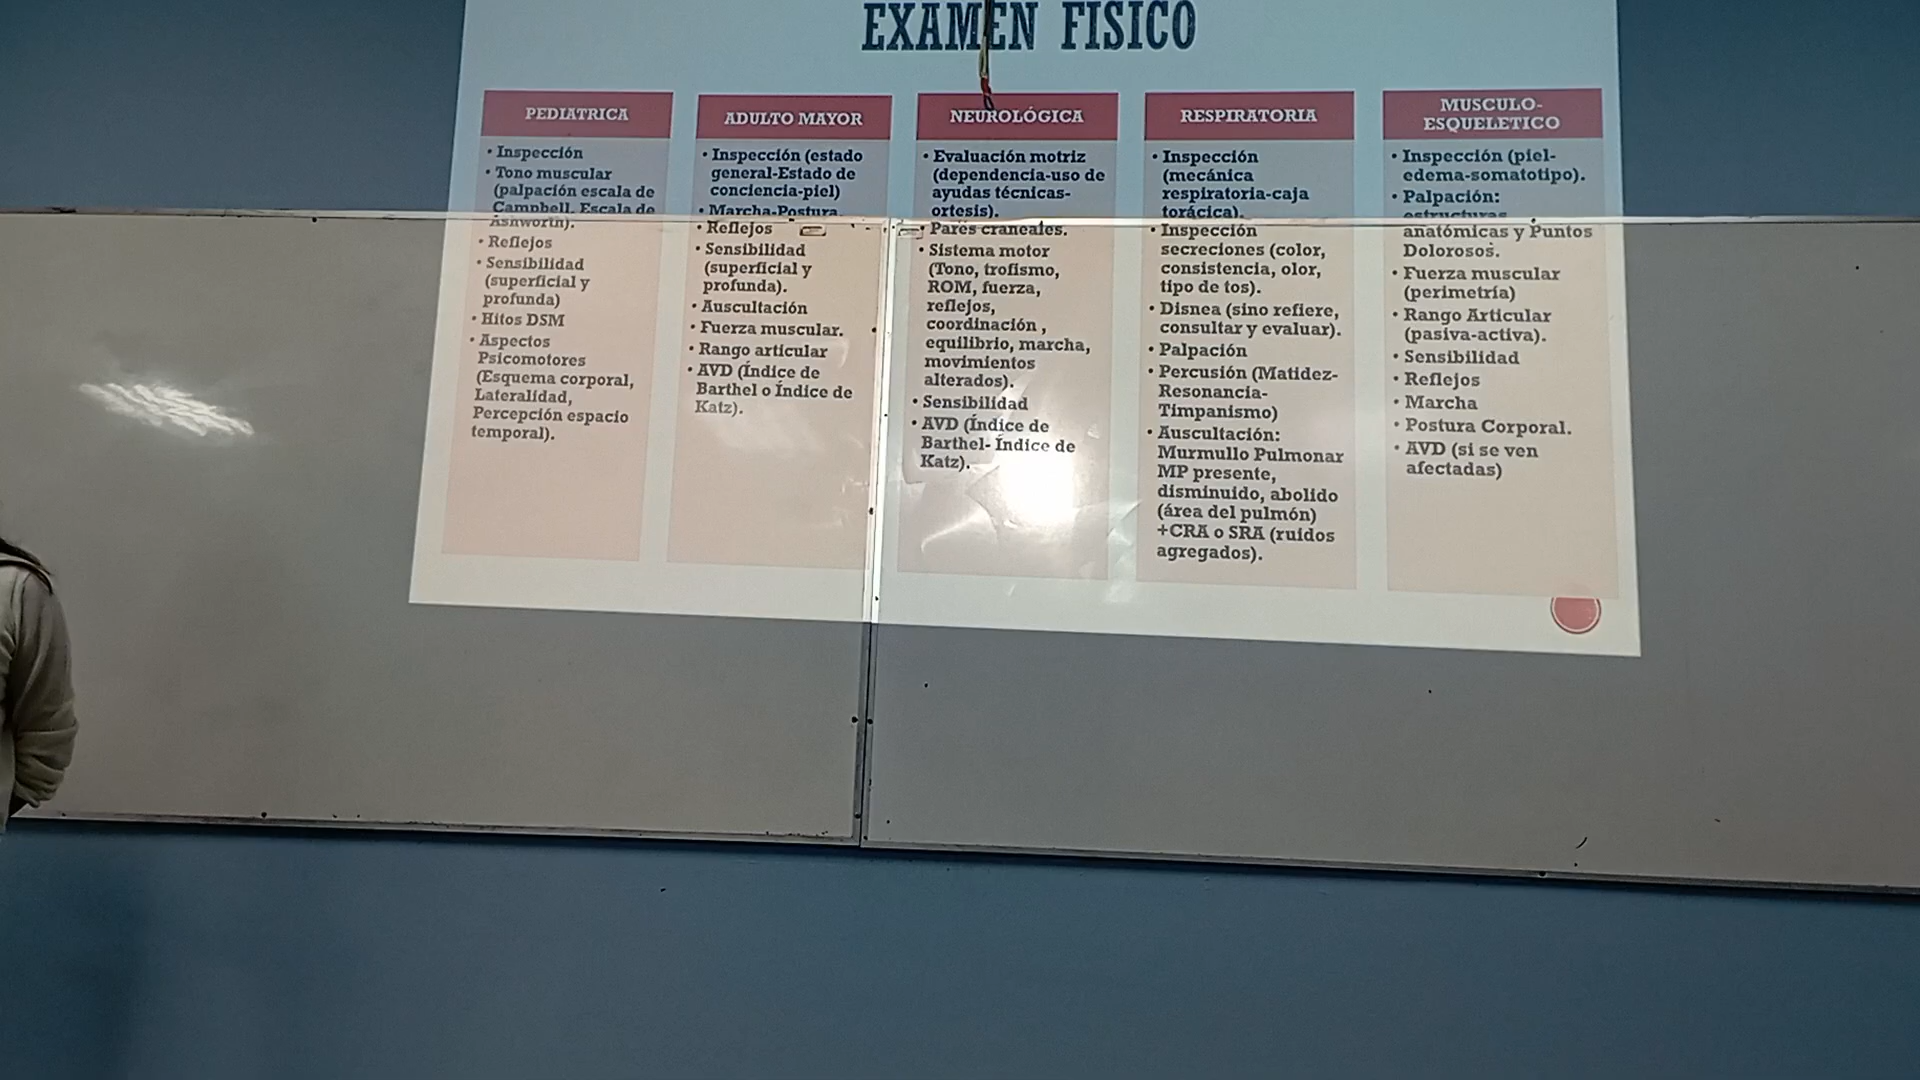 EXAMEN FISICO
PEDIATRICA
• Inspección
• Tono muscular
(palpación escala de
Campbell, Escala de
Ashworth).
• Reflejos
• Sensibilidad
(superficial y
profunda)
• Hitos DSM
• Aspectos
Psicomotores
(Esquema corporal,
Lateralidad,
Percepción espacio
temporal).
ADULTO MAYOR
• Inspección (estado
general-Estado de
conciencia-piel)
• Marcha-Postura.
• Reflejos
• Sensibilidad
(superficial y
profunda).
• Auscultación
• Fuerza muscular.
• Rango articular
• AVD (Índice de
Barthel o Índice de
Katz).
NEUROLÓGICA
• Evaluación motriz
(dependencia-uso de
ayudas técnicas-
ortesis).
• Pares craneales.
• Sistema motor
(Tono, trofismo,
ROM, fuerza,
reflejos,
coordinación ,
equilibrio, marcha,
movimientos
alterados).
• Sensibilidad
• AVD (Índice de
Barthel- Índice de
Katz).
RESPIRATORIA
• Inspección
(mecánica
respiratoria-caja
torácica).
• Inspección
secreciones (color,
consistencia, olor,
tipo de tos).
• Disnea (sino refiere,
consultar y evaluar).
• Palpación
• Percusión (Matidez-
Resonancia-
Timpanismo)
• Auscultación:
Murmullo Pulmonar
MP presente,
disminuido, abolido
(área del pulmón)
+CRA o SRA (ruidos
agregados).
MUSCULO-
ESQUELETICO
• Inspección (piel-
edema-somatotipo).
• Palpación:
estructuras
anatómicas y Puntos
Dolorosos.
• Fuerza muscular
(perimetría)
• Rango Articular
(pasiva-activa).
• Sensibilidad
• Reflejos
• Marcha
• Postura Corporal.
• AVD (si se ven
afectadas)